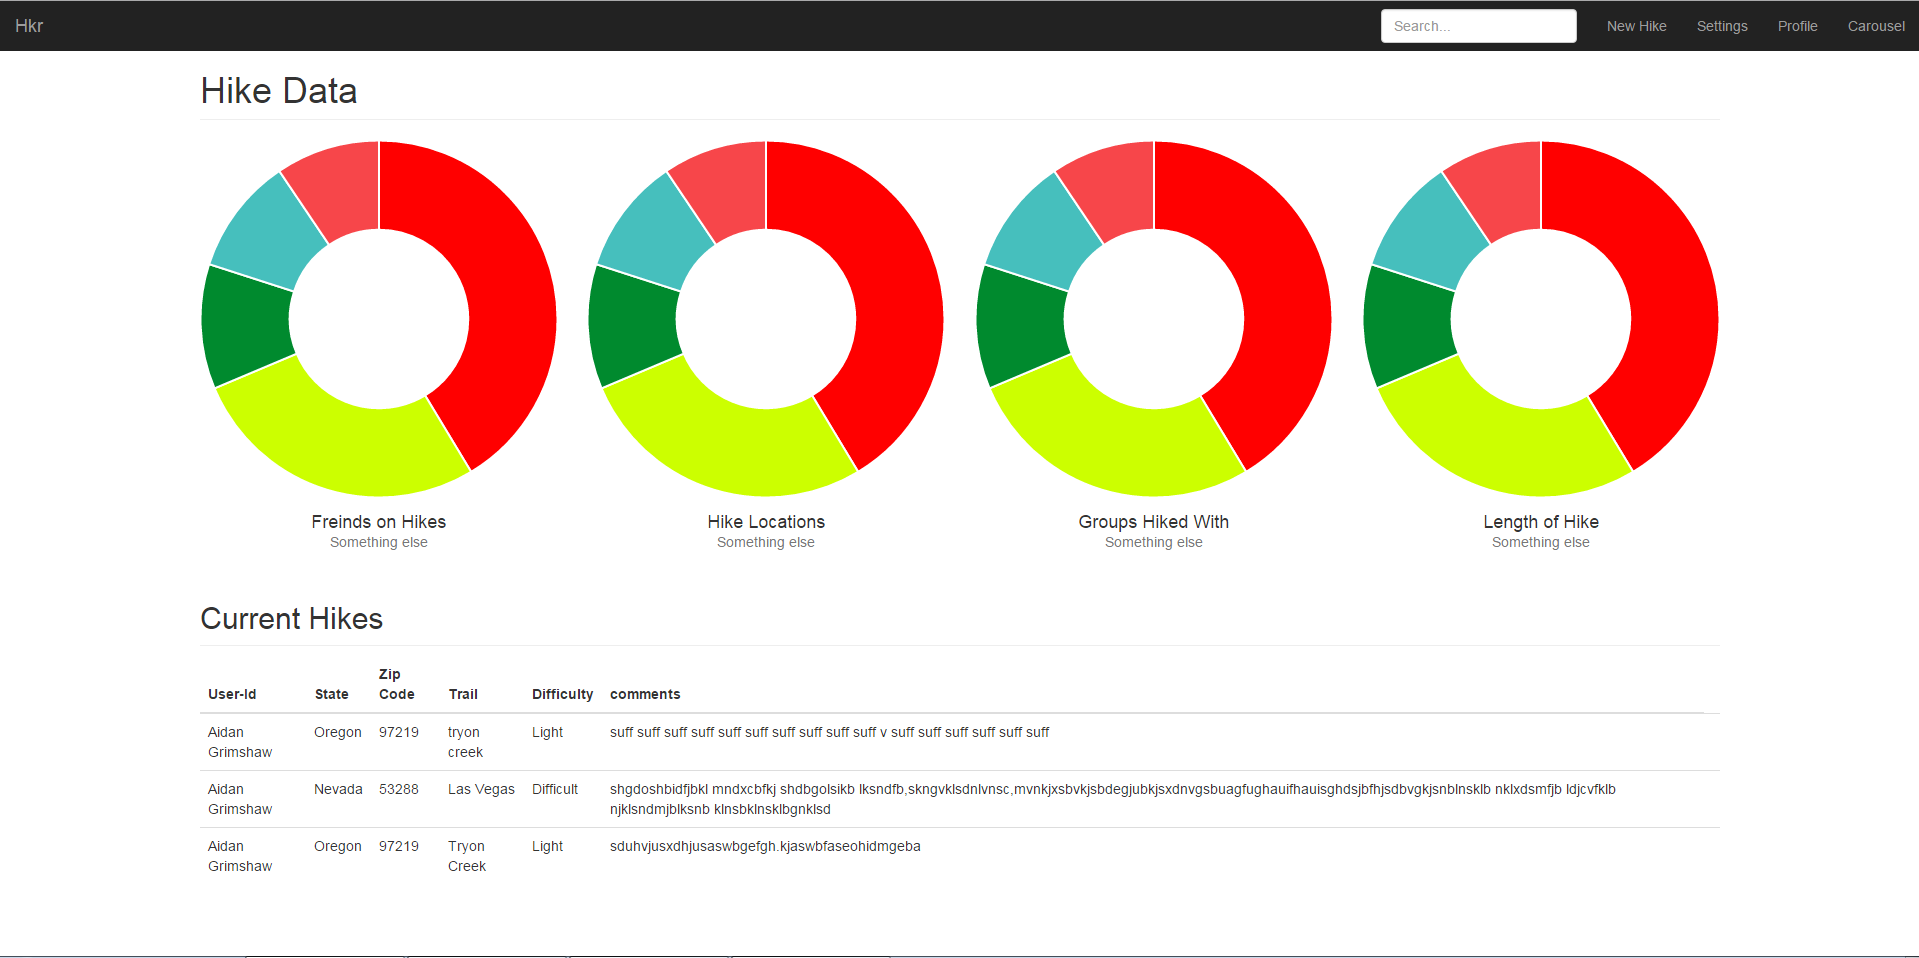 Hkr
Search...
New Hike
Settings
Profile
Carousel
Hike Data
Freinds on Hikes
Something else
Hike Locations
Something else
Groups Hiked With
Something else
Length of Hike
Something else
Current Hikes
User-Id State Zip Code Trail Difficulty comments
Aidan Grimshaw Oregon 97219 tryon creek Light suff suff suff suff suff suff suff suff suff suff v suff suff suff suff suff suff
Aidan Grimshaw Nevada 53288 Las Vegas Difficult shgdoshbidfjbkl mndxcbfkj shdbgolsikb lksndfb,skngvklsdnlvnsc,mvnkjxsbvkjsbdegjubkjsxdnvgsbuagfughauifhauisghdsjbfhjsdbvgkjsnblnsklb nklxdsmfjb ldjcvfklb
njklsndmjblksnb klnsbklnsklbgnklsd
Aidan Grimshaw Oregon 97219 Tryon Creek Light sduhvjusxdhjusaswbgefgh.kjaswbfaseohidmgeba